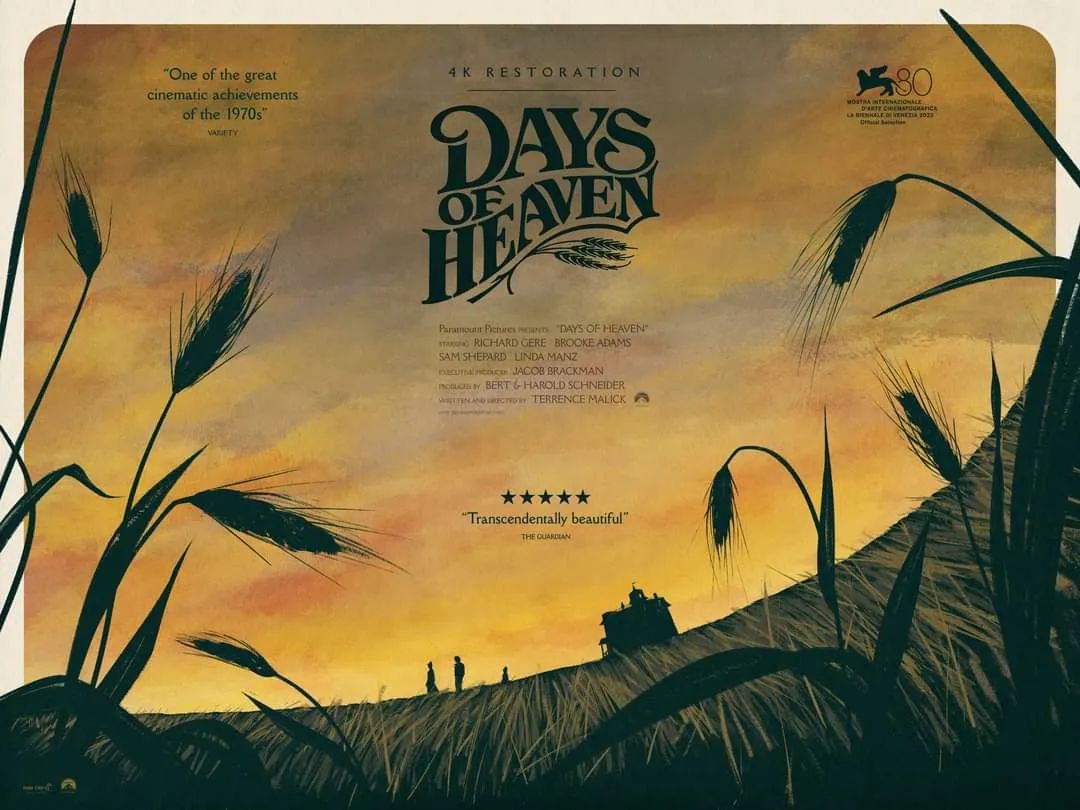 "One of the great
cinematic achievements
of the 1970s"
VARIETY
4K RESTORATION
DAYS
OF
HEAVEN
80
MOSTRA INTERNAZIONALE
D'ARTE CINEMATOGRAFICA
LA BIENNALE DI VENEZIA 2023
Official Selection
Paramount Pictures PRESENTS "DAYS OF HEAVEN"
STARRING RICHARD GERE BROOKE ADAMS
SAM SHEPARD LINDA MANZ
EXECUTIVE PRODUCER JACOB BRACKMAN
PRODUCED BY BERT & HAROLD SCHNEIDER
WRITTEN AND DIRECTED BY TERRENCE MALICK
★★★★★
"Transcendentally beautiful"
THE GUARDIAN